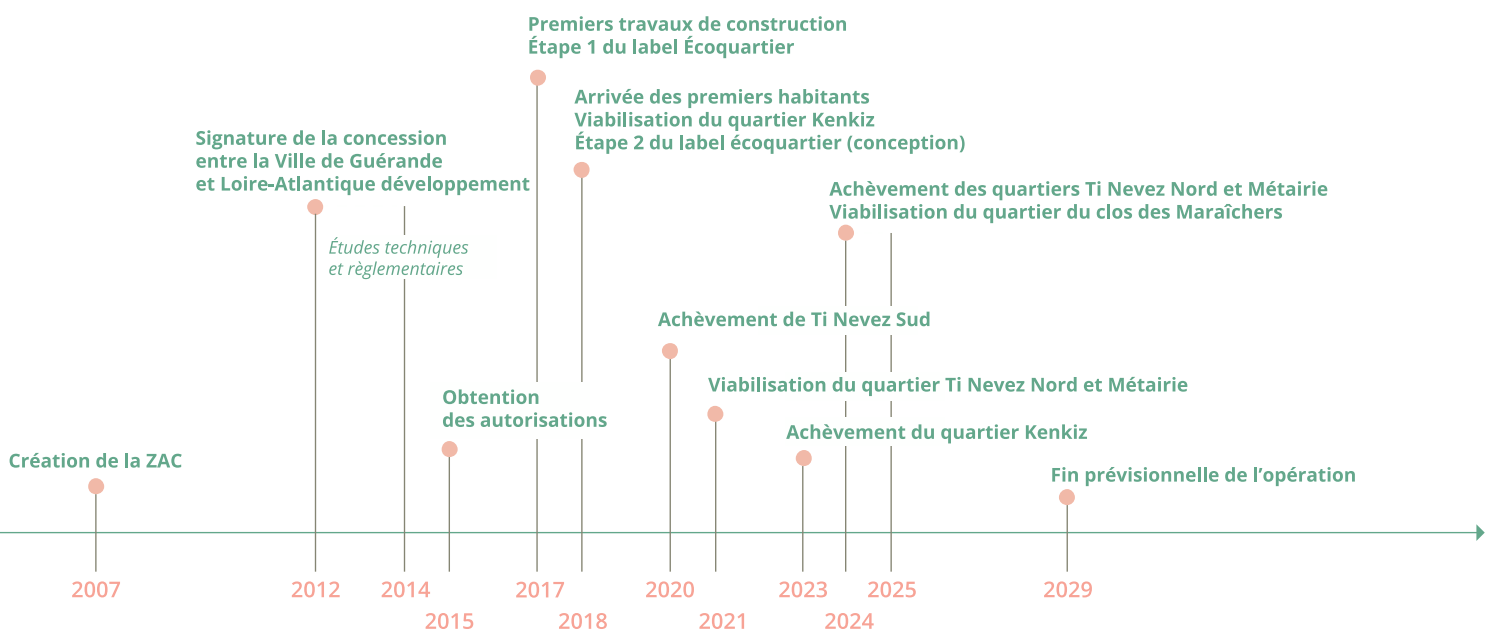 Premiers travaux de construction
Étape 1 du label Écoquartier
Arrivée des premiers habitants
Viabilisation du quartier Kenkiz
Étape 2 du label écoquartier (conception)
Signature de la concession
entre la Ville de Guérande
et Loire-Atlantique développement
Achèvement des quartiers Ti Nevez Nord et Métairie
Viabilisation du quartier du clos des Maraîchers
Études techniques
et règlementaires
Achèvement de Ti Nevez Sud
Viabilisation du quartier Ti Nevez Nord et Métairie
Obtention
des autorisations
Achèvement du quartier Kenkiz
Création de la ZAC
Fin prévisionnelle de l’opération
2007
2012
2014
2015
2017
2018
2020
2021
2023
2024
2025
2029